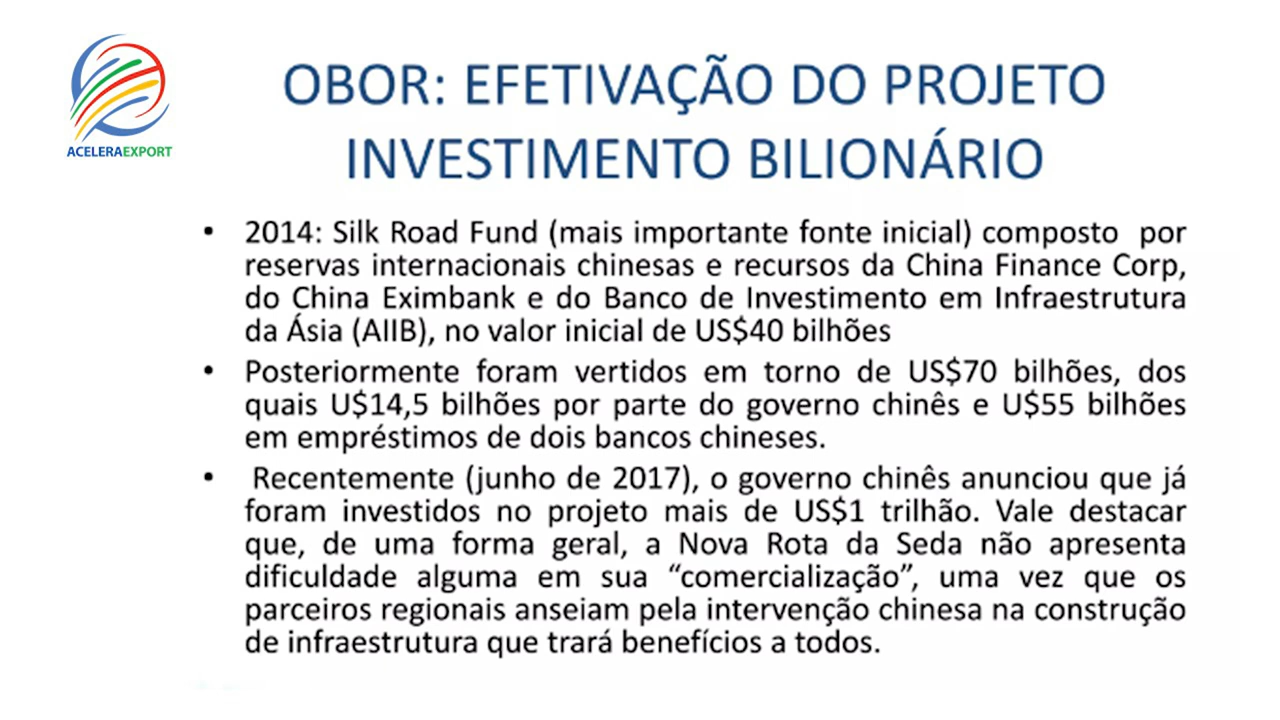 ACELERAEXPORT
OBOR: EFETIVAÇÃO DO PROJETO
INVESTIMENTO BILIONÁRIO
• 2014: Silk Road Fund (mais importante fonte inicial) composto por
reservas internacionais chinesas e recursos da China Finance Corp,
do China Eximbank e do Banco de Investimento em Infraestrutura
da Ásia (AIIB), no valor inicial de US$40 bilhões
• Posteriormente foram vertidos em torno de US$70 bilhões, dos
quais U$14,5 bilhões por parte do governo chinês e U$55 bilhões
em empréstimos de dois bancos chineses.
• Recentemente (junho de 2017), o governo chinês anunciou que já
foram investidos no projeto mais de US$1 trilhão. Vale destacar
que, de uma forma geral, a Nova Rota da Seda não apresenta
dificuldade alguma em sua “comercialização”, uma vez que os
parceiros regionais anseiam pela intervenção chinesa na construção
de infraestrutura que trará benefícios a todos.